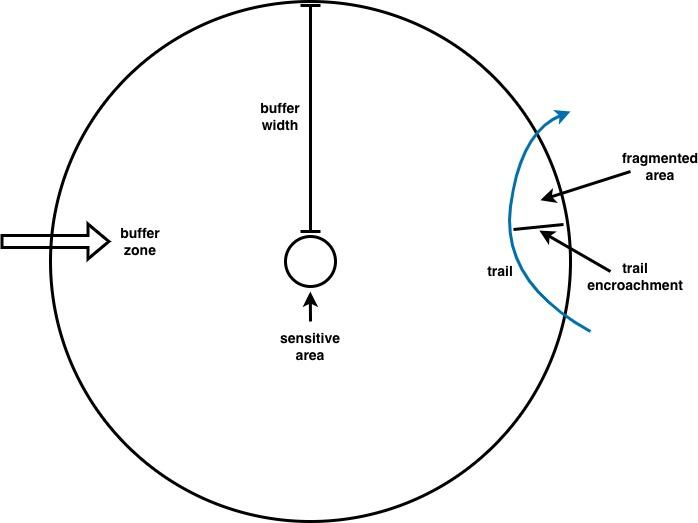 buffer
width
fragmented
area
buffer
zone
trail
trail
encroachment
sensitive
area